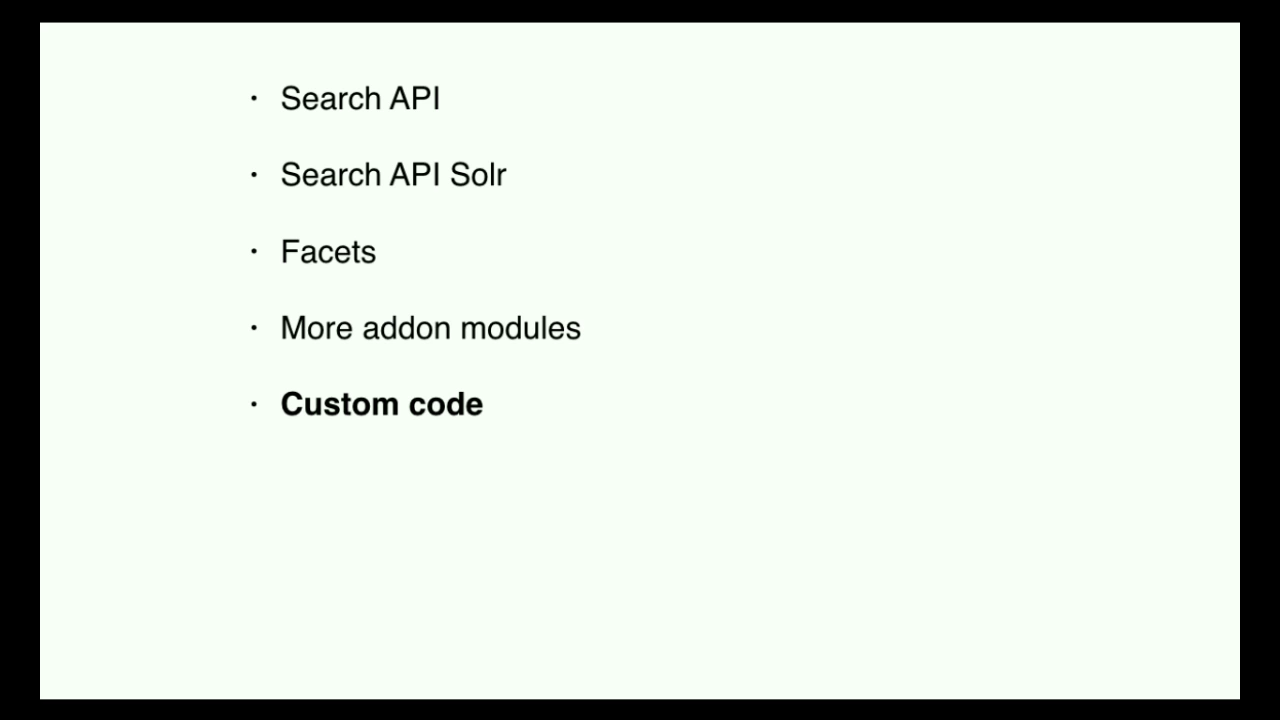 · Search API
· Search API Solr
· Facets
· More addon modules
· Custom code